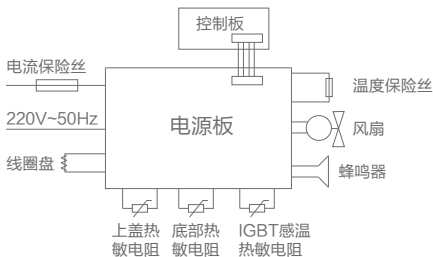 控制板
电流保险丝
温度保险丝
220V~50Hz
电源板
风扇
线圈盘
蜂鸣器
上盖热
敏电阻
底部热
敏电阻
IGBT感温
热敏电阻